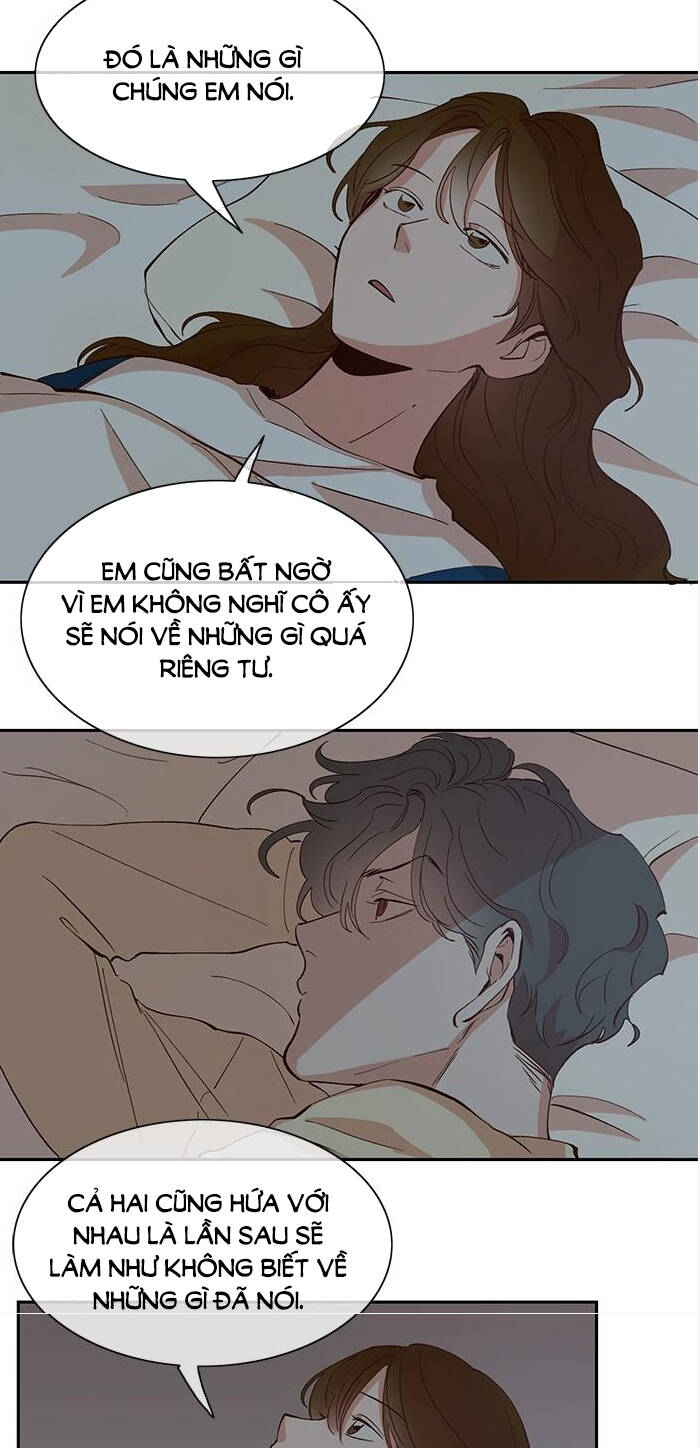 ĐÓ LÀ NHỮNG GÌ
CHÚNG EM NÓI.
EM CŨNG BẤT NGỜ
VÌ EM KHÔNG NGHĨ CÔ ẤY
SẼ NÓI VỀ NHỮNG GÌ QUÁ
RIÊNG TƯ.
CẢ HAI CŨNG HỨA VỚI
NHAU LÀ LẦN SAU SẼ
LÀM NHƯ KHÔNG BIẾT VỀ
NHỮNG GÌ ĐÃ NÓI.